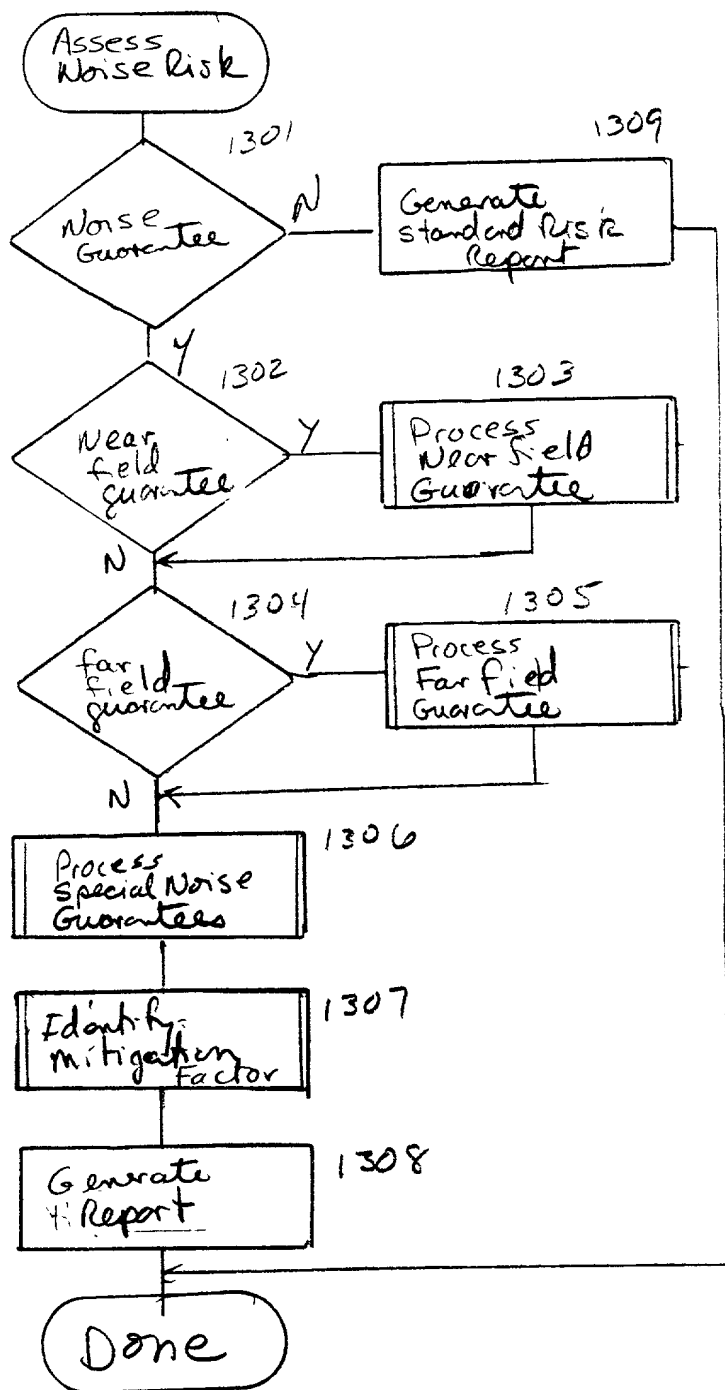 Assess
Noise Risk
1301
Noise
Guarantee
N
1309
Generate
Standard Risk
Report
Y
1302
Near
field
guarantee
Y
1303
Process
Near field
Guarantee
N
1304
far
field
guarantee
Y
1305
Process
Far field
Guarantee
N
1306
Process
Special Noise
Guarantees
1307
Identify
Mitigation
Factor
1308
Generate
Report
Done